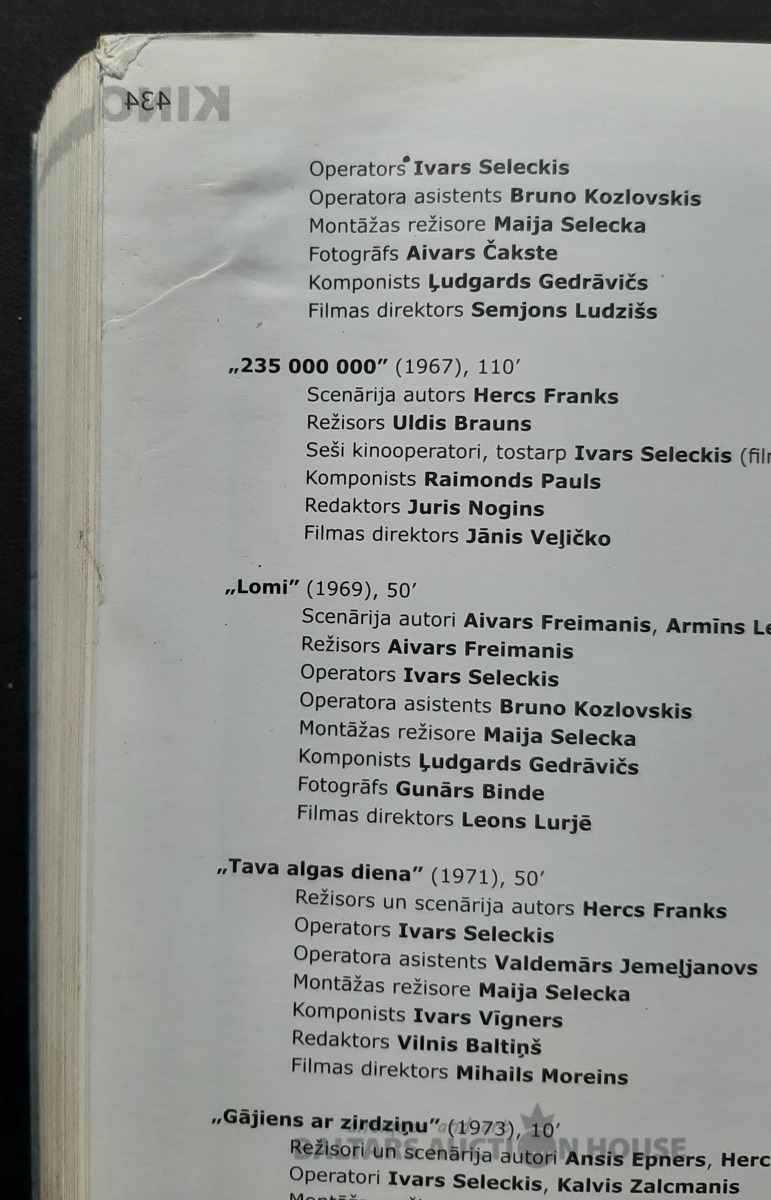 434
KINO
Operators Ivars Seleckis
Operatora asistents Bruno Kozlovskis
Montāžas režisore Maija Selecka
Fotogrāfs Aivars Čakste
Komponists Ļudgards Gedrāvičs
Filmas direktors Semjons Ludzišs
„235 000 000” (1967), 110′
Scenārija autors Hercs Franks
Režisors Uldis Brauns
Seši kinooperatori, tostarp Ivars Seleckis
Komponists Raimonds Pauls
Redaktors Juris Nogins
Filmas direktors Jānis Veļičko
„Lomi” (1969), 50′
Scenārija autori Aivars Freimanis, Armīns
Režisors Aivars Freimanis
Operators Ivars Seleckis
Operatora asistents Bruno Kozlovskis
Montāžas režisore Maija Selecka
Komponists Ļudgards Gedrāvičs
Fotogrāfs Gunārs Binde
Filmas direktors Leons Lurjē
„Tava algas diena” (1971), 50′
Režisors un scenārija autors Hercs Franks
Operators Ivars Seleckis
Operatora asistents Valdemārs Jemeļjanovs
Montāžas režisore Maija Selecka
Komponists Ivars Vīgners
Redaktors Vilnis Baltiņš
Filmas direktors Mihails Moreins
„Gājiens ar zirdziņu” (1973), 10′
Režisori un scenārija autori Ansis Epners,
BALTARS AUCTION HOUSE
Operatori Ivars Seleckis, Kalvis Zalcmanis